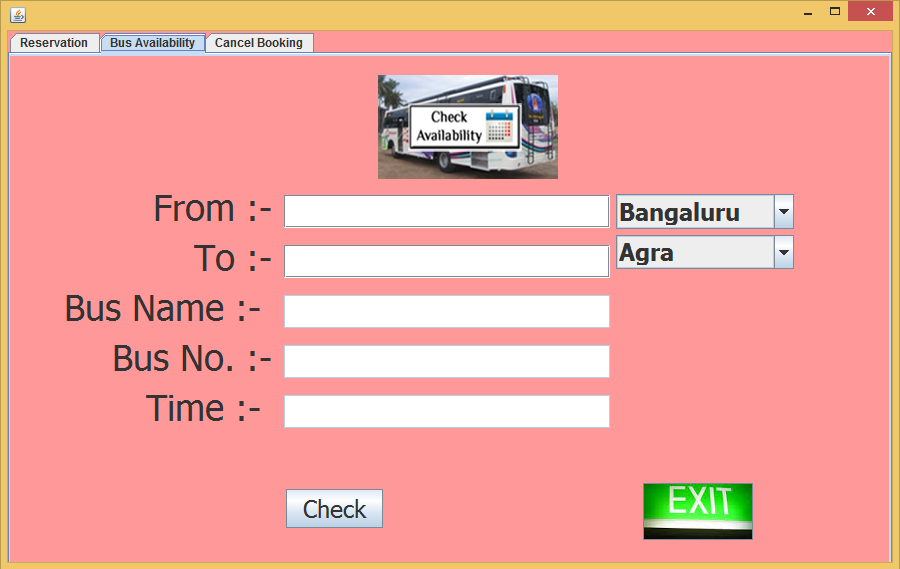 Reservation
Bus Availability
Cancel Booking
Check
Availability
From :-
Bangaluru
To :-
Agra
Bus Name :-
Bus No. :-
Time :-
Check
EXIT